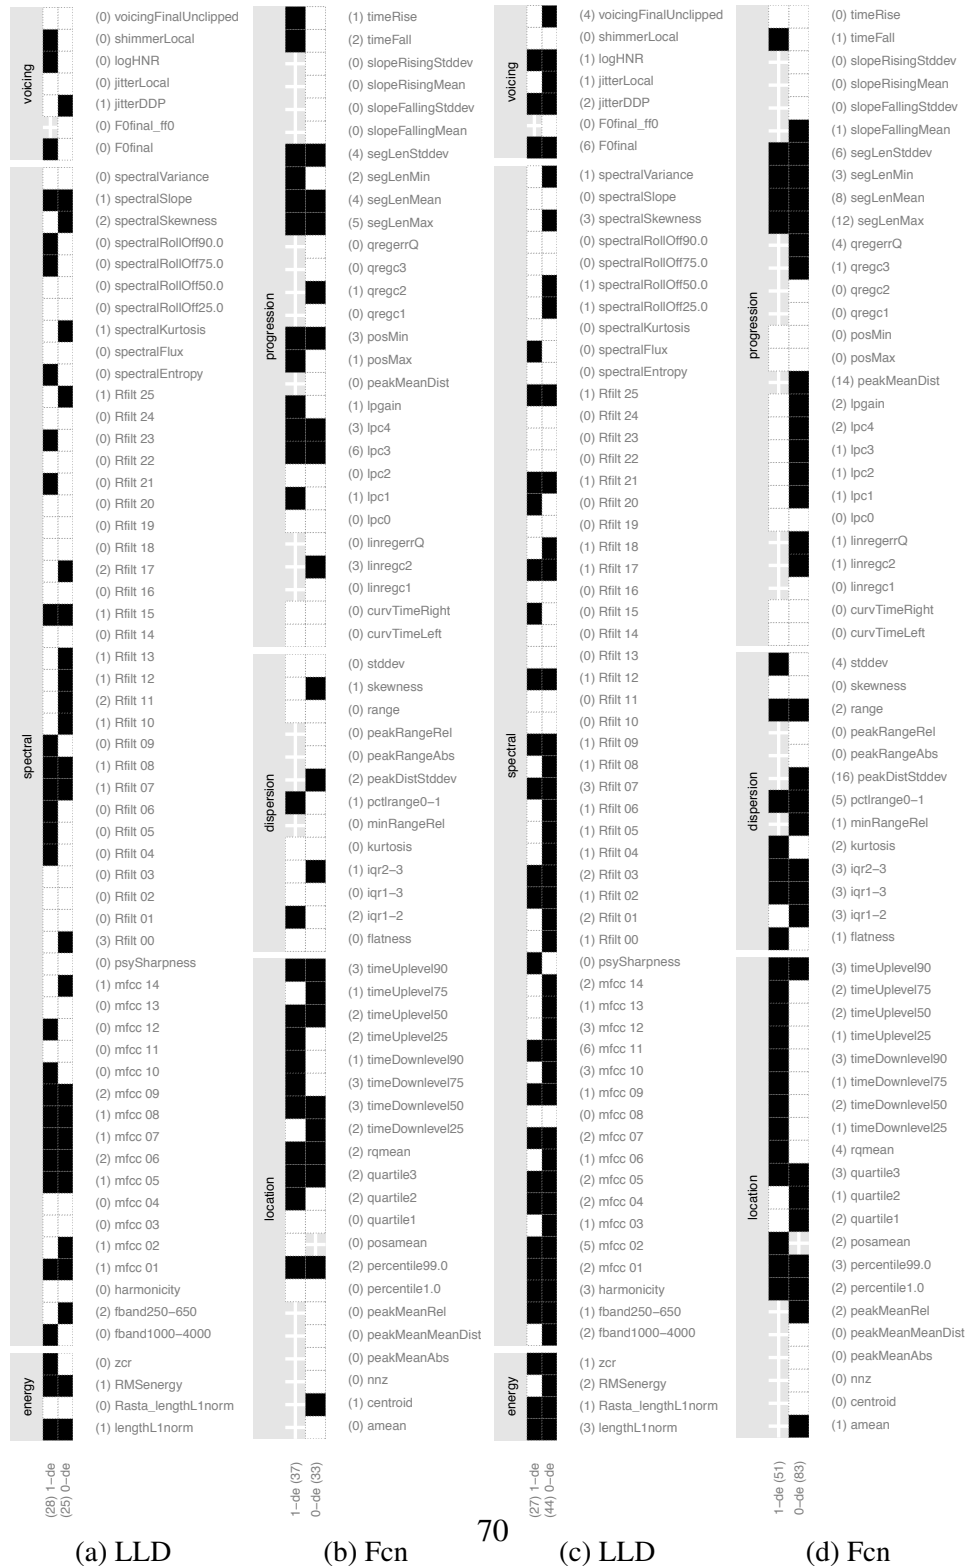 voicing
(0) voicingFinalUnclipped
(0) shimmerLocal
(0) logHNR
(0) jitterLocal
(1) jitterDDP
(0) F0final_ff0
(0) F0final
spectral
(0) spectralVariance
(1) spectralSlope
(2) spectralSkewness
(0) spectralRollOff90.0
(0) spectralRollOff75.0
(0) spectralRollOff50.0
(0) spectralRollOff25.0
(1) spectralKurtosis
(0) spectralFlux
(0) spectralEntropy
(1) Rfilt 25
(0) Rfilt 24
(0) Rfilt 23
(0) Rfilt 22
(0) Rfilt 21
(0) Rfilt 20
(0) Rfilt 19
(0) Rfilt 18
(2) Rfilt 17
(0) Rfilt 16
(1) Rfilt 15
(0) Rfilt 14
(1) Rfilt 13
(1) Rfilt 12
(2) Rfilt 11
(1) Rfilt 10
(0) Rfilt 09
(1) Rfilt 08
(1) Rfilt 07
(0) Rfilt 06
(0) Rfilt 05
(0) Rfilt 04
(0) Rfilt 03
(0) Rfilt 02
(0) Rfilt 01
(3) Rfilt 00
(0) psySharpness
(1) mfcc 14
(0) mfcc 13
(0) mfcc 12
(0) mfcc 11
(0) mfcc 10
(2) mfcc 09
(1) mfcc 08
(1) mfcc 07
(2) mfcc 06
(1) mfcc 05
(0) mfcc 04
(0) mfcc 03
(1) mfcc 02
(1) mfcc 01
(0) harmonicity
(2) fband250−650
(0) fband1000−4000
energy
(0) zcr
(1) RMSenergy
(0) Rasta_lengthL1norm
(1) lengthL1norm
(28) 1−de
(25) 0−de
(a) LLD
progression
(1) timeRise
(2) timeFall
(0) slopeRisingStddev
(0) slopeRisingMean
(0) slopeFallingStddev
(0) slopeFallingMean
(4) segLenStddev
(2) segLenMin
(4) segLenMean
(5) segLenMax
(0) qregerrQ
(0) qregc3
(1) qregc2
(0) qregc1
(3) posMin
(1) posMax
(0) peakMeanDist
(1) lpgain
(3) lpc4
(6) lpc3
(0) lpc2
(1) lpc1
(0) lpc0
(0) linregerrQ
(3) linregc2
(0) linregc1
(0) curvTimeRight
(0) curvTimeLeft
dispersion
(0) stddev
(1) skewness
(0) range
(0) peakRangeRel
(0) peakRangeAbs
(2) peakDistStddev
(1) pctlrange0−1
(0) minRangeRel
(0) kurtosis
(1) iqr2−3
(0) iqr1−3
(2) iqr1−2
(0) flatness
location
(3) timeUplevel90
(1) timeUplevel75
(2) timeUplevel50
(2) timeUplevel25
(1) timeDownlevel90
(3) timeDownlevel75
(3) timeDownlevel50
(2) timeDownlevel25
(2) rqmean
(2) quartile3
(2) quartile2
(0) quartile1
(0) posamean
(2) percentile99.0
(0) percentile1.0
(0) peakMeanRel
(0) peakMeanMeanDist
(0) peakMeanAbs
(0) nnz
(1) centroid
(0) amean
1−de (37)
0−de (33)
(b) Fcn
voicing
(4) voicingFinalUnclipped
(0) shimmerLocal
(1) logHNR
(1) jitterLocal
(2) jitterDDP
(0) F0final_ff0
(6) F0final
spectral
(1) spectralVariance
(0) spectralSlope
(3) spectralSkewness
(0) spectralRollOff90.0
(0) spectralRollOff75.0
(1) spectralRollOff50.0
(1) spectralRollOff25.0
(0) spectralKurtosis
(0) spectralFlux
(0) spectralEntropy
(1) Rfilt 25
(0) Rfilt 24
(0) Rfilt 23
(0) Rfilt 22
(1) Rfilt 21
(0) Rfilt 20
(0) Rfilt 19
(1) Rfilt 18
(1) Rfilt 17
(0) Rfilt 16
(0) Rfilt 15
(0) Rfilt 14
(0) Rfilt 13
(1) Rfilt 12
(0) Rfilt 11
(0) Rfilt 10
(1) Rfilt 09
(1) Rfilt 08
(3) Rfilt 07
(1) Rfilt 06
(1) Rfilt 05
(1) Rfilt 04
(2) Rfilt 03
(1) Rfilt 02
(2) Rfilt 01
(1) Rfilt 00
(0) psySharpness
(2) mfcc 14
(1) mfcc 13
(3) mfcc 12
(6) mfcc 11
(3) mfcc 10
(1) mfcc 09
(0) mfcc 08
(2) mfcc 07
(1) mfcc 06
(2) mfcc 05
(2) mfcc 04
(1) mfcc 03
(5) mfcc 02
(2) mfcc 01
(3) harmonicity
(1) fband250−650
(2) fband1000−4000
energy
(1) zcr
(2) RMSenergy
(1) Rasta_lengthL1norm
(3) lengthL1norm
(27) 1−de
(44) 0−de
(c) LLD
progression
(0) timeRise
(1) timeFall
(0) slopeRisingStddev
(0) slopeRisingMean
(0) slopeFallingStddev
(1) slopeFallingMean
(6) segLenStddev
(3) segLenMin
(8) segLenMean
(12) segLenMax
(4) qregerrQ
(1) qregc3
(0) qregc2
(0) qregc1
(0) posMin
(0) posMax
(14) peakMeanDist
(2) lpgain
(2) lpc4
(1) lpc3
(1) lpc2
(1) lpc1
(0) lpc0
(1) linregerrQ
(1) linregc2
(0) linregc1
(0) curvTimeRight
(0) curvTimeLeft
dispersion
(4) stddev
(0) skewness
(2) range
(0) peakRangeRel
(0) peakRangeAbs
(16) peakDistStddev
(5) pctlrange0−1
(1) minRangeRel
(2) kurtosis
(3) iqr2−3
(3) iqr1−3
(3) iqr1−2
(1) flatness
location
(3) timeUplevel90
(2) timeUplevel75
(2) timeUplevel50
(1) timeUplevel25
(3) timeDownlevel90
(1) timeDownlevel75
(2) timeDownlevel50
(1) timeDownlevel25
(4) rqmean
(3) quartile3
(1) quartile2
(2) quartile1
(2) posamean
(3) percentile99.0
(2) percentile1.0
(2) peakMeanRel
(0) peakMeanMeanDist
(0) peakMeanAbs
(0) nnz
(0) centroid
(1) amean
1−de (51)
0−de (83)
(d) Fcn
70